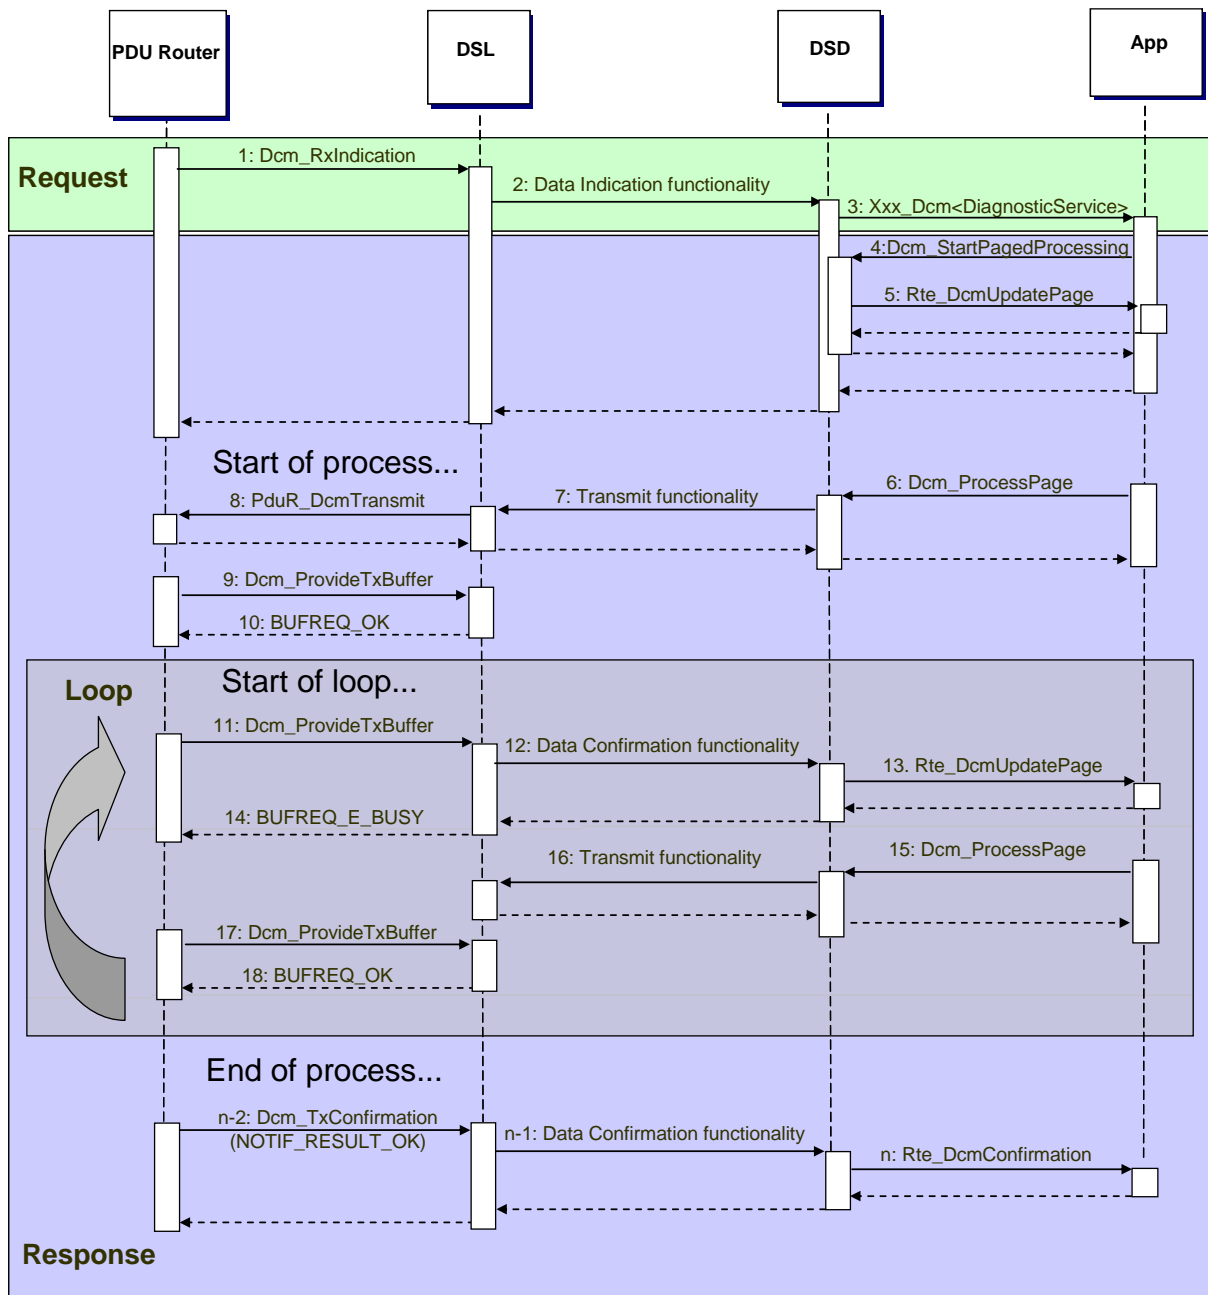 PDU Router
DSL
DSD
App
Request
1: Dcm_RxIndication
2: Data Indication functionality
3: Xxx_Dcm<DiagnosticService>
4:Dcm_StartPagedProcessing
5: Rte_DcmUpdatePage
Start of process...
6: Dcm_ProcessPage
7: Transmit functionality
8: PduR_DcmTransmit
9: Dcm_ProvideTxBuffer
10: BUFREQ_OK
Loop
Start of loop...
11: Dcm_ProvideTxBuffer
12: Data Confirmation functionality
13. Rte_DcmUpdatePage
14: BUFREQ_E_BUSY
15: Dcm_ProcessPage
16: Transmit functionality
17: Dcm_ProvideTxBuffer
18: BUFREQ_OK
End of process...
n-2: Dcm_TxConfirmation
(NOTIF_RESULT_OK)
n-1: Data Confirmation functionality
n: Rte_DcmConfirmation
Response